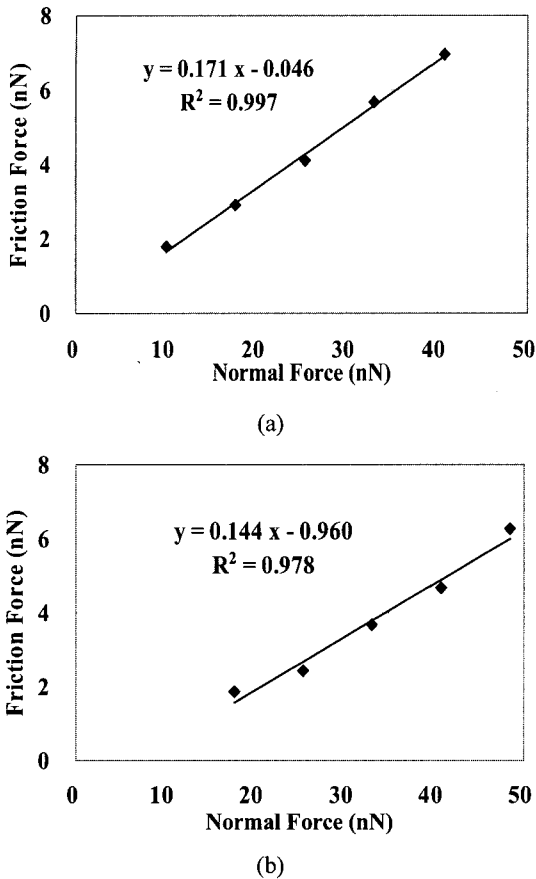 8
6
4
2
0
Friction Force (nN)
y = 0.171 x - 0.046
R² = 0.997
0 10 20 30 40 50
Normal Force (nN)
(a)
8
6
4
2
0
Friction Force (nN)
y = 0.144 x - 0.960
R² = 0.978
0 10 20 30 40 50
Normal Force (nN)
(b)